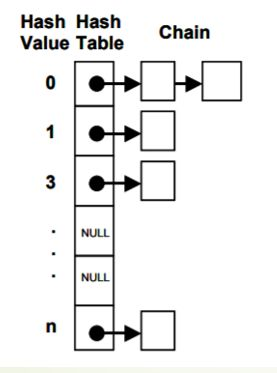 Hash Hash
Value Table
Chain
0
1
3
.
NULL
.
NULL
.
n